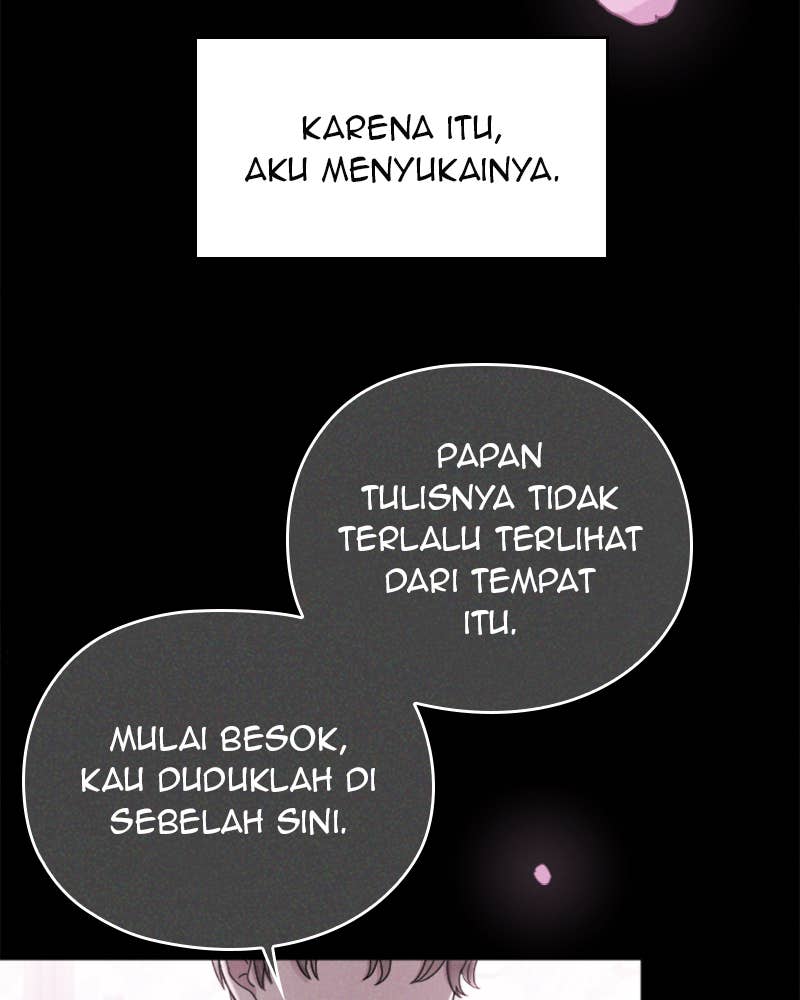 KARENA ITU,
AKU MENYUKAINYA.
PAPAN
TULISNYA TIDAK
TERLALU TERLIHAT
DARI TEMPAT
ITU.
MULAI BESOK,
KAU DUDUKLAH DI
SEBELAH SINI.